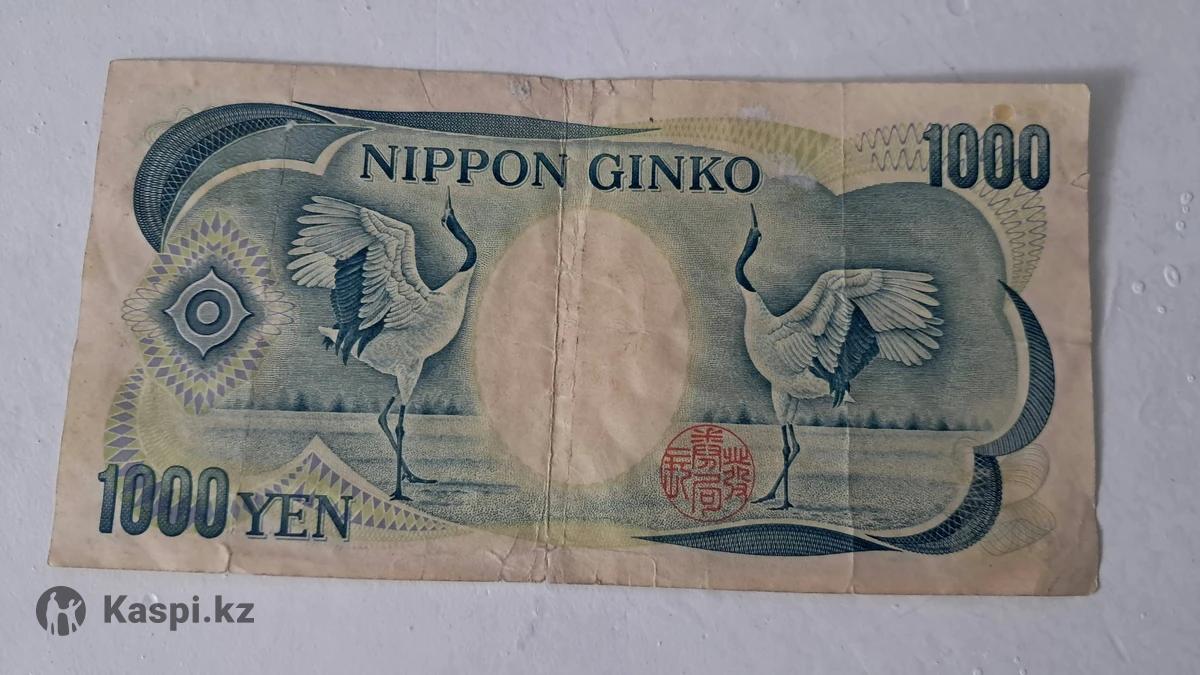 NIPPON GINKO
1000
1000 YEN
Kaspi.kz